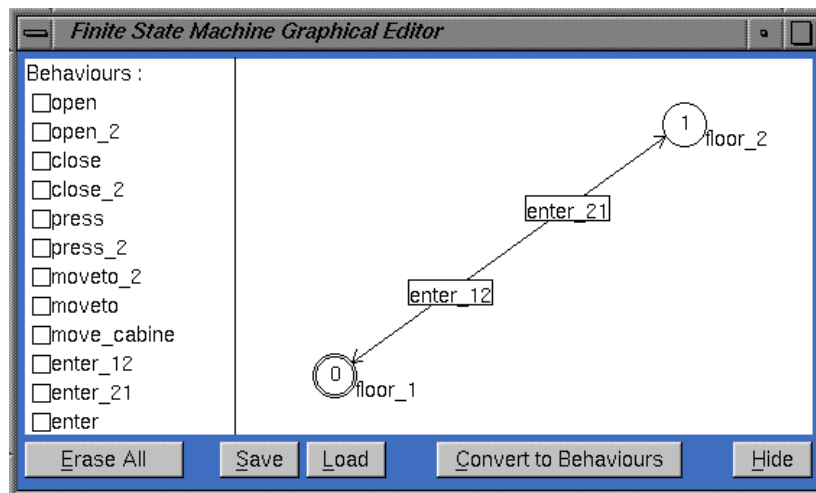 Finite State Machine Graphical Editor
Behaviours :
open
open_2
close
close_2
press
press_2
moveto_2
moveto
move_cabine
enter_12
enter_21
enter
1
floor_2
enter_21
enter_12
0
floor_1
Erase All
Save
Load
Convert to Behaviours
Hide